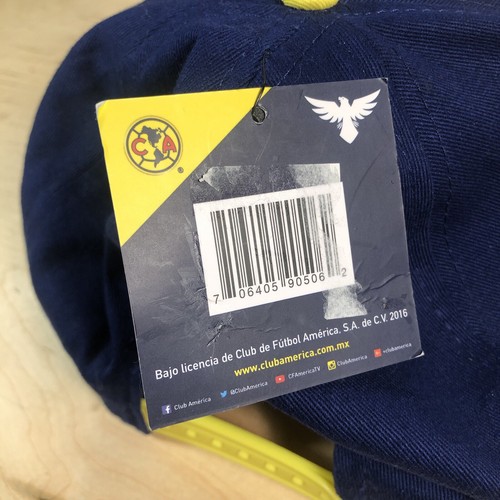 CA
®
7 06405 90506 2
Bajo licencia de Club de Fútbol América. S.A. de C.V. 2016
www.clubamerica.com.mx
Club América @ClubAmerica CFAmericaTV clubamerica +clubamerica